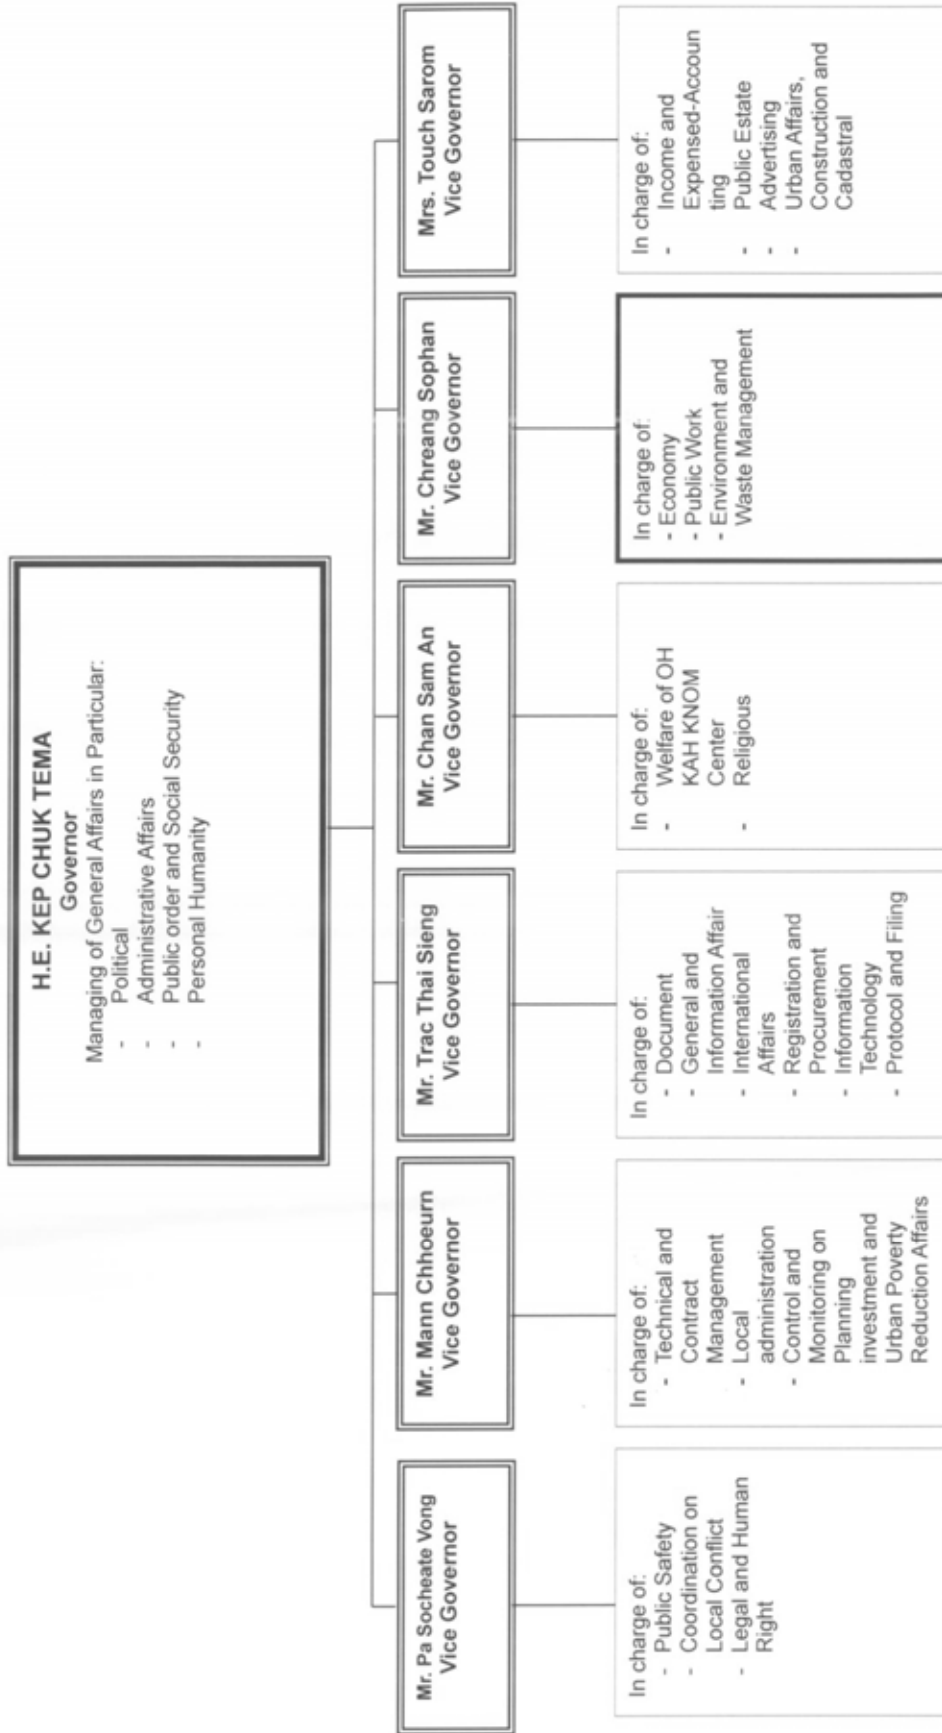 H.E. KEP CHUK TEMA
Governor
Managing of General Affairs in Particular:
- Political
- Administrative Affairs
- Public order and Social Security
- Personal Humanity
Mr. Pa Socheate Vong
Vice Governor
In charge of:
- Public Safety
- Coordination on
Local Conflict
- Legal and Human
Right
Mr. Mann Chhoeurn
Vice Governor
In charge of:
- Technical and
Contract
Management
- Local
administration
- Control and
Monitoring on
Planning
investment and
Urban Poverty
Reduction Affairs
Mr. Trac Thai Sieng
Vice Governor
In charge of:
- Document
- General and
Information Affair
- International
Affairs
- Registration and
Procurement
- Information
Technology
- Protocol and Filing
Mr. Chan Sam An
Vice Governor
In charge of:
- Welfare of OH
KAH KNOM
Center
- Religious
Mr. Chreang Sophan
Vice Governor
In charge of:
- Economy
- Public Work
- Environment and
Waste Management
Mrs. Touch Sarom
Vice Governor
In charge of:
- Income and
Expensed-Accoun
ting
- Public Estate
- Advertising
- Urban Affairs,
Construction and
Cadastral